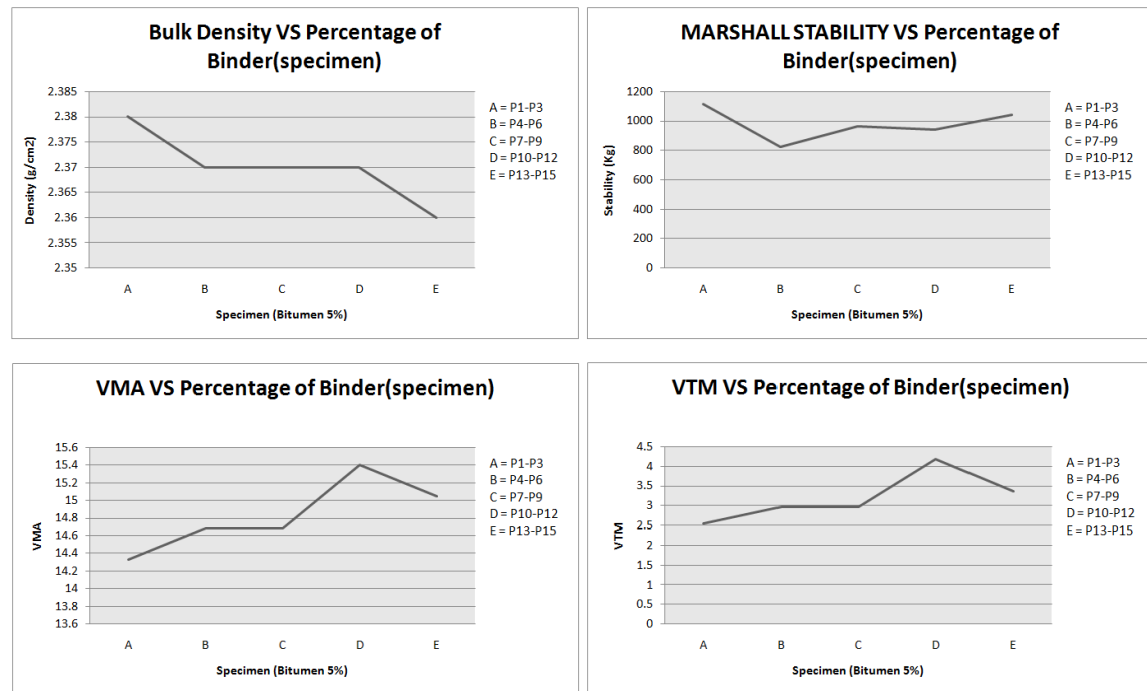 Bulk Density VS Percentage of
Binder(specimen)
2.385
2.38
2.375
2.37
2.365
2.36
2.355
2.35
Density (g/cm2)
A B C D E
Specimen (Bitumen 5%)
A = P1-P3
B = P4-P6
C = P7-P9
D = P10-P12
E = P13-P15
MARSHALL STABILITY VS Percentage of
Binder(specimen)
1200
1000
800
600
400
200
0
Stability (Kg)
A B C D E
Specimen (Bitumen 5%)
A = P1-P3
B = P4-P6
C = P7-P9
D = P10-P12
E = P13-P15
VMA VS Percentage of Binder(specimen)
15.6
15.4
15.2
15
14.8
14.6
14.4
14.2
14
13.8
13.6
VMA
A B C D E
Specimen (Bitumen 5%)
A = P1-P3
B = P4-P6
C = P7-P9
D = P10-P12
E = P13-P15
VTM VS Percentage of Binder(specimen)
4.5
4
3.5
3
2.5
2
1.5
1
0.5
0
VTM
A B C D E
Specimen (Bitumen 5%)
A = P1-P3
B = P4-P6
C = P7-P9
D = P10-P12
E = P13-P15